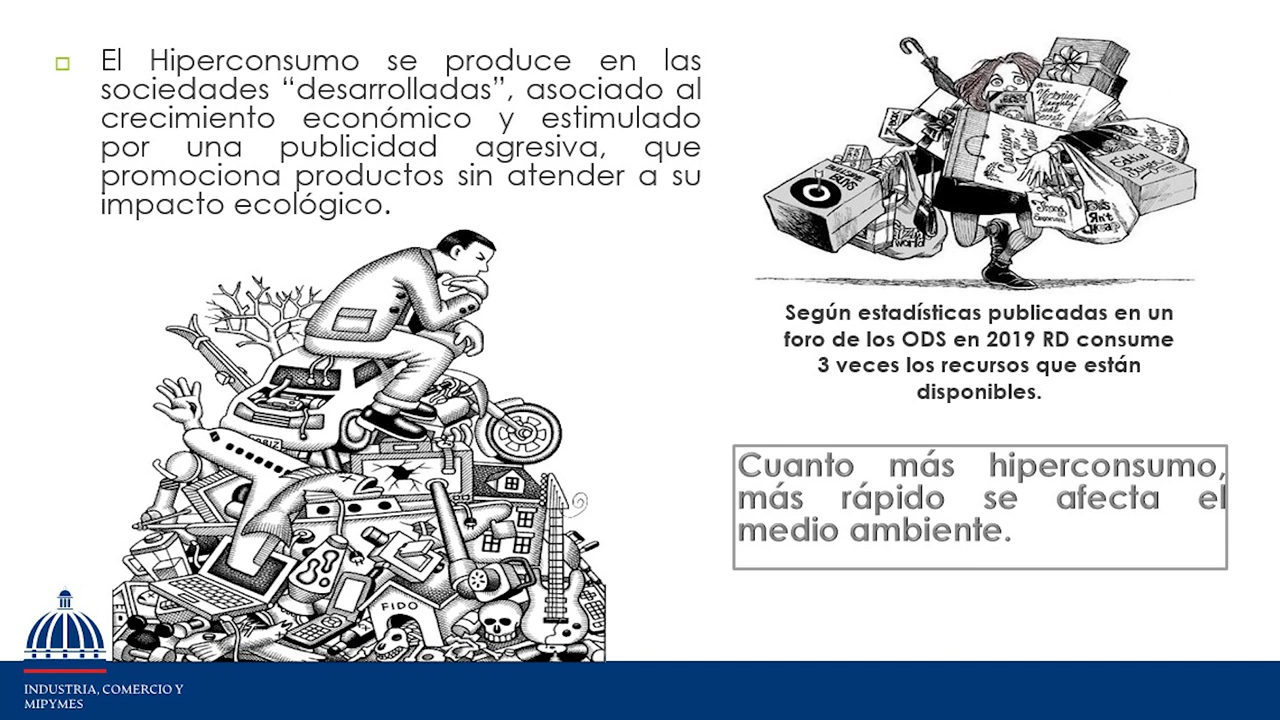 El Hiperconsumo se produce en las
sociedades “desarrolladas”, asociado al
crecimiento económico y estimulado
por una publicidad agresiva, que
promociona productos sin atender a su
impacto ecológico.
Según estadísticas publicadas en un
foro de los ODS en 2019 RD consume
3 veces los recursos que están
disponibles.
Cuanto más hiperconsumo,
más rápido se afecta el
medio ambiente.
FIDO
INDUSTRIA, COMERCIO Y
MIPYMES